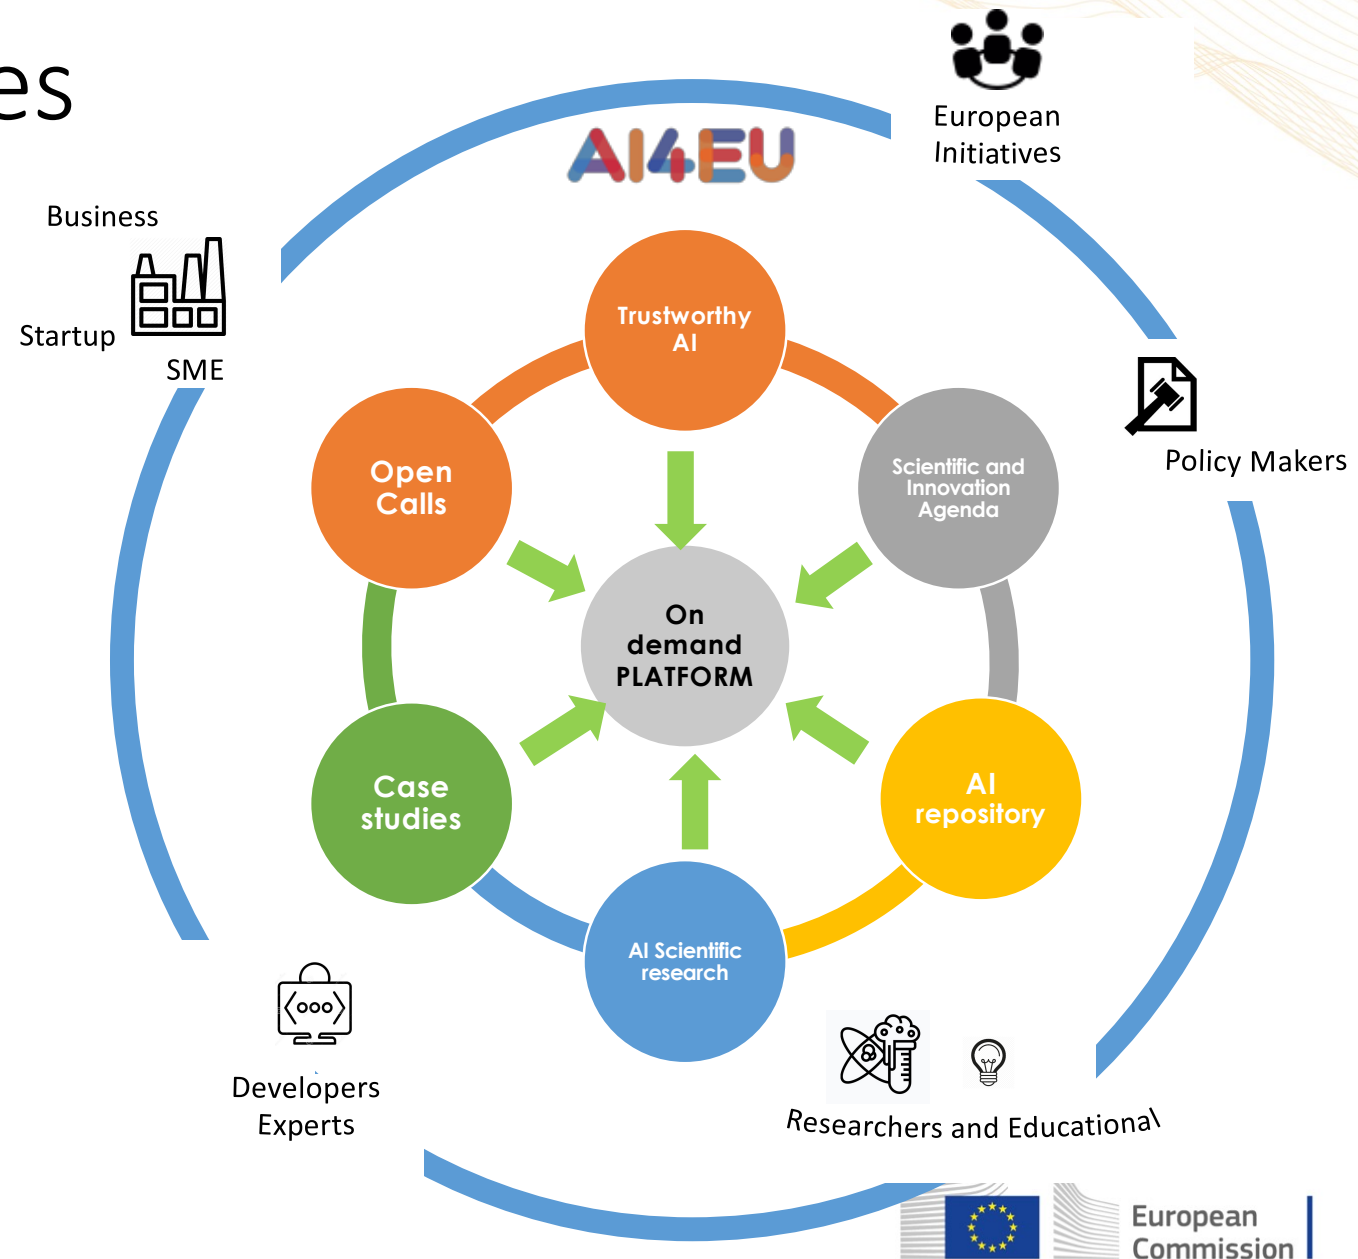 es
European
Initiatives
AI4EU
Business
Startup
SME
Trustworthy
AI
Open
Calls
Scientific and
Innovation
Agenda
Policy Makers
On
demand
PLATFORM
Case
studies
AI
repository
AI Scientific
research
Developers
Experts
Researchers and Educational
European
Commission